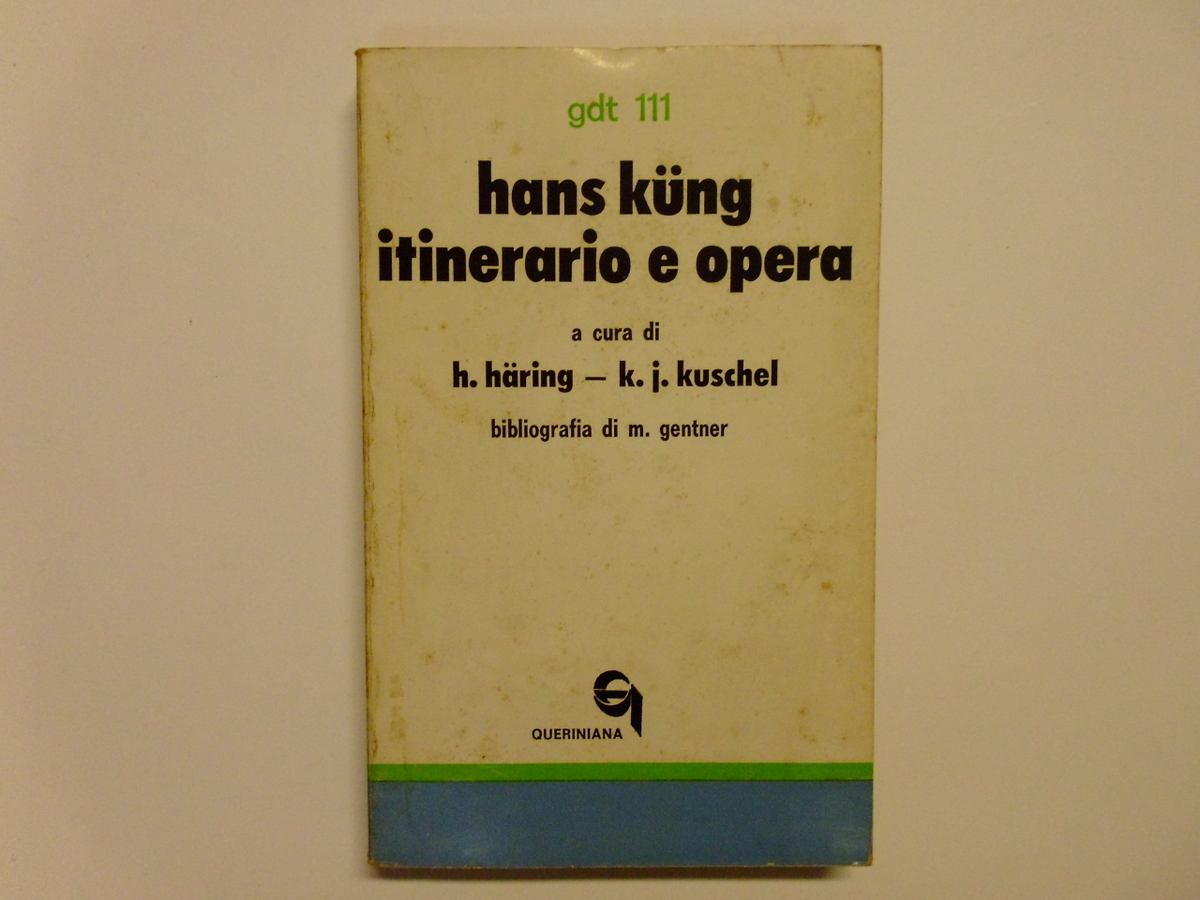 gdt 111
hans küng
itinerario e opera
a cura di
h. häring – k. j. kuschel
bibliografia di m. gentner
QUERINIANA